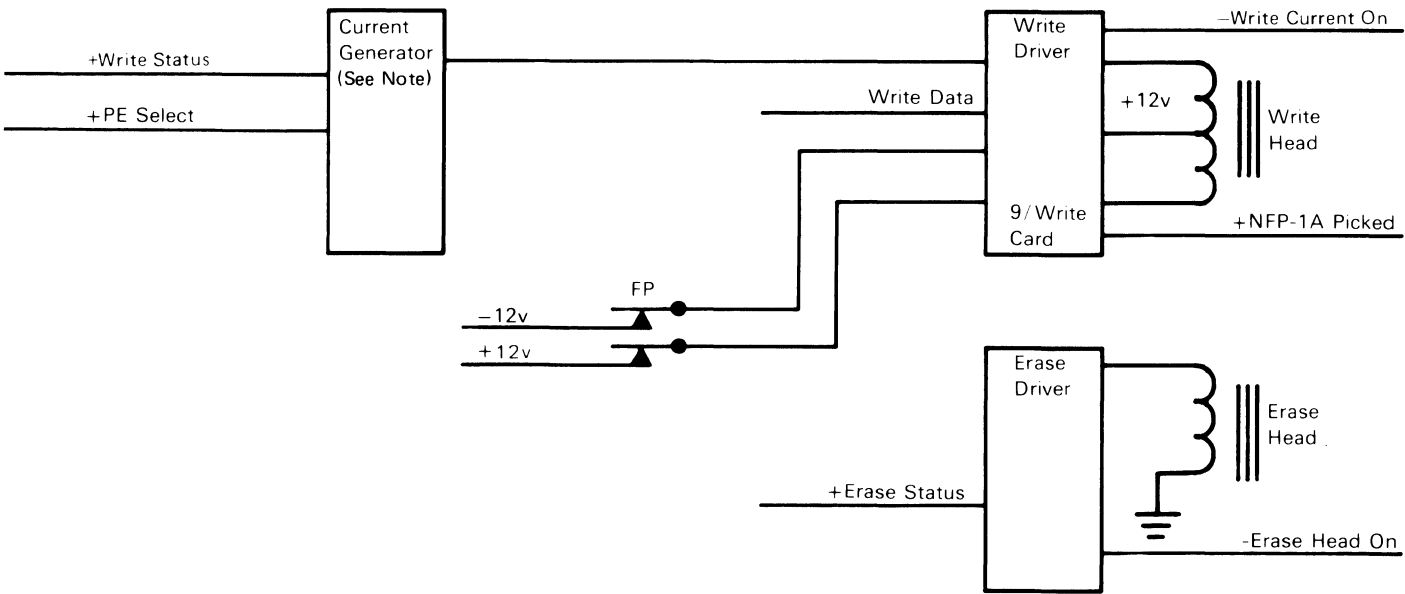 +Write Status
+PE Select
Current
Generator
(See Note)
Write
Driver
9/Write
Card
Write Data
−Write Current On
+12v
Write
Head
+NFP-1A Picked
FP
−12v
+12v
Erase
Driver
+Erase Status
Erase
Head
-Erase Head On